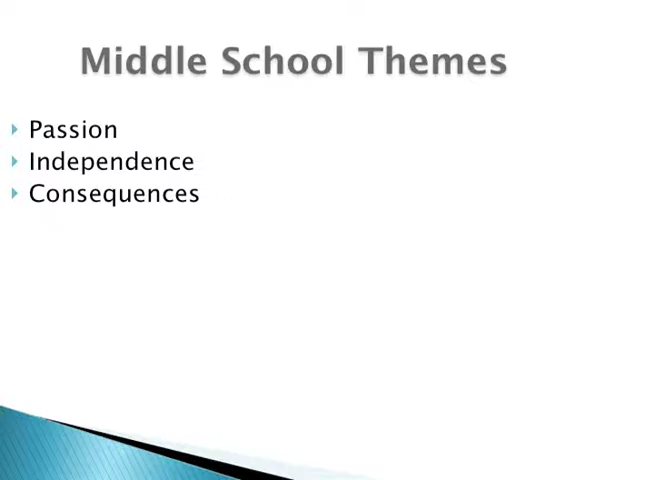 Middle School Themes
Passion
Independence
Consequences